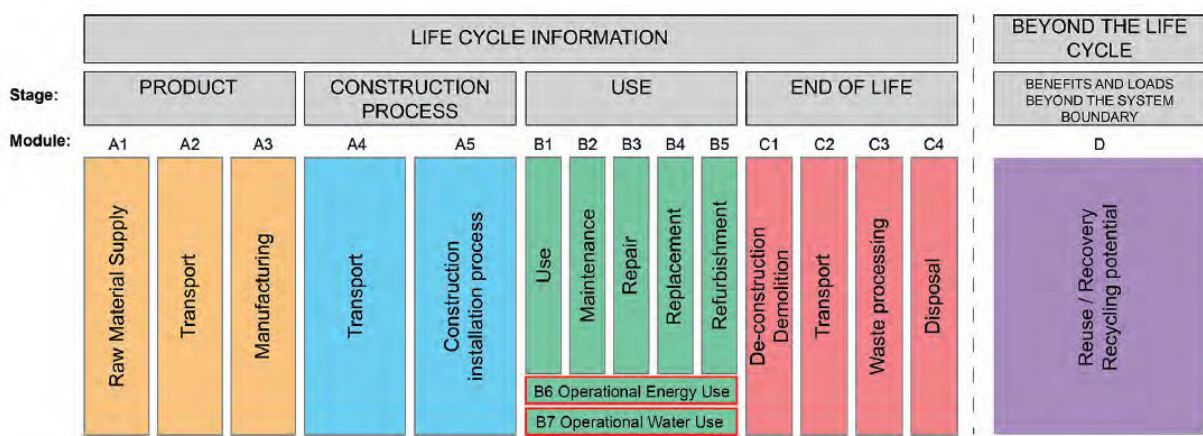 LIFE CYCLE INFORMATION
BEYOND THE LIFE
CYCLE
Stage:
PRODUCT
CONSTRUCTION
PROCESS
USE
END OF LIFE
BENEFITS AND LOADS
BEYOND THE SYSTEM
BOUNDARY
Module:
A1
A2
A3
A4
A5
B1
B2
B3
B4
B5
C1
C2
C3
C4
D
Raw Material Supply
Transport
Manufacturing
Transport
Construction
installation process
Use
Maintenance
Repair
Replacement
Refurbishment
B6 Operational Energy Use
B7 Operational Water Use
De-construction
Demolition
Transport
Waste processing
Disposal
Reuse / Recovery
Recycling potential